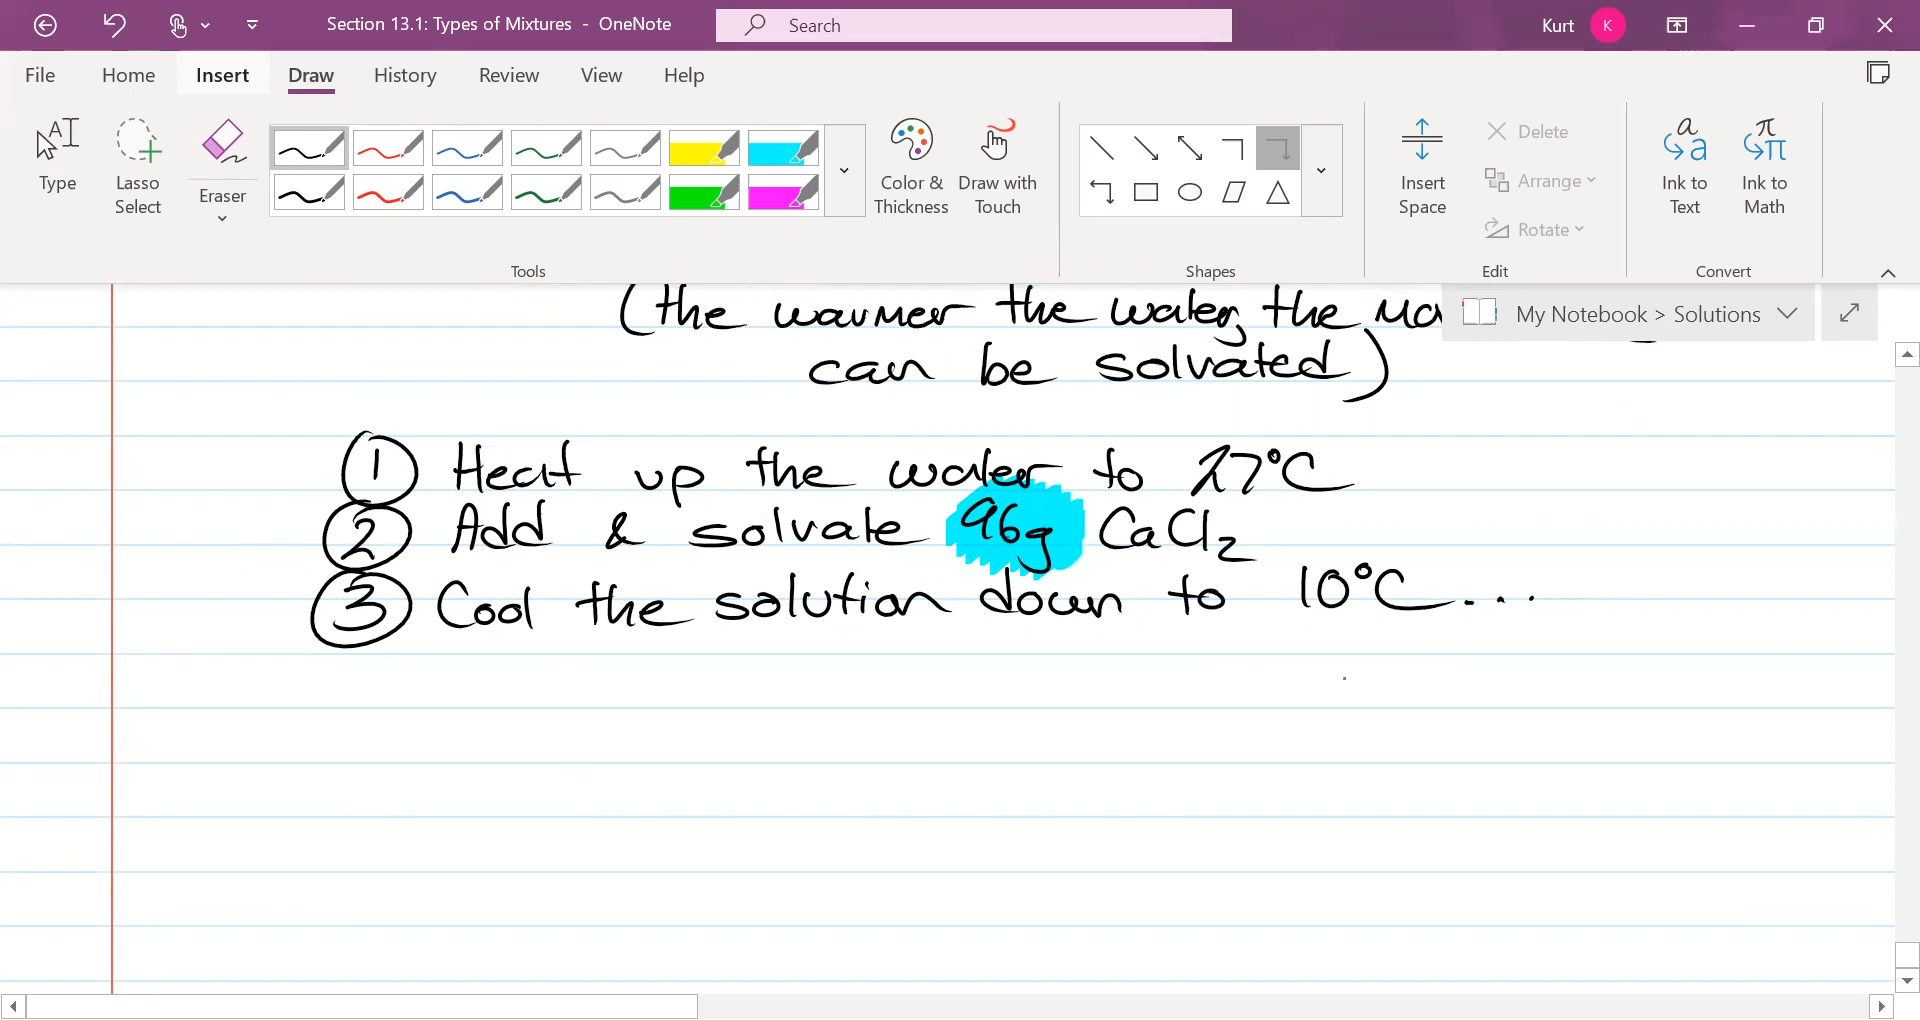 Section 13.1: Types of Mixtures - OneNote
Search
Kurt
K
File Home Insert Draw History Review View Help
Type
Lasso Select
Eraser
Color & Thickness
Draw with Touch
Insert Space
Delete
Arrange
Rotate
Ink to Text
Ink to Math
Tools
Shapes
Edit
Convert
My Notebook > Solutions
(the warmer the water, the
can be solvated)
1 Heat up the water to 27°C
2 Add & solvate 96g CaCl2
3 Cool the solution down to 10°C...